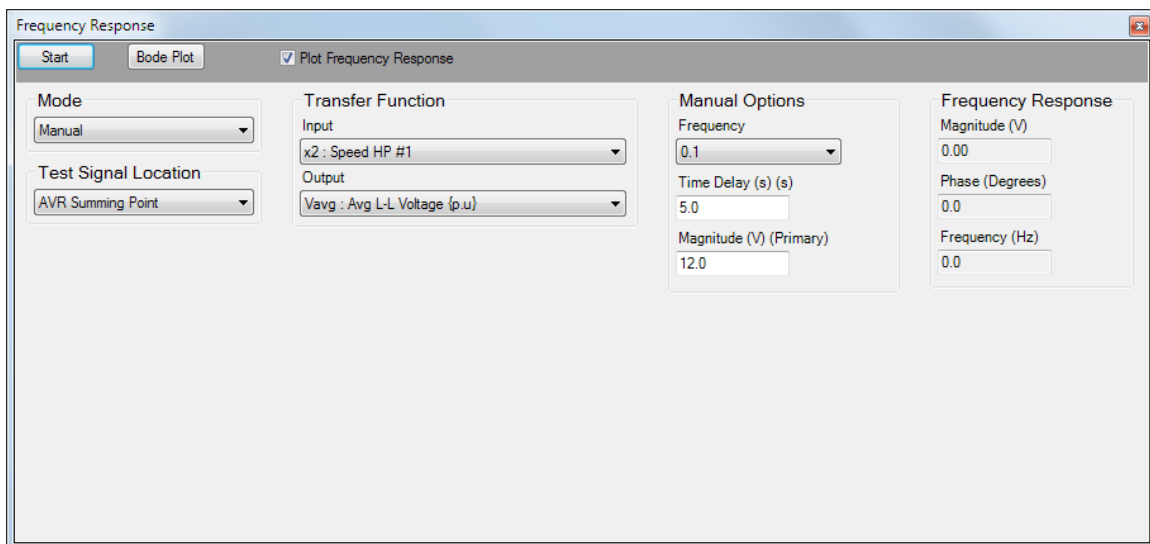 Frequency Response
Start
Bode Plot
Plot Frequency Response
Mode
Manual
Test Signal Location
AVR Summing Point
Transfer Function
Input
x2 : Speed HP #1
Output
Vavg : Avg L-L Voltage {p.u}
Manual Options
Frequency
0.1
Time Delay (s) (s)
5.0
Magnitude (V) (Primary)
12.0
Frequency Response
Magnitude (V)
0.00
Phase (Degrees)
0.0
Frequency (Hz)
0.0